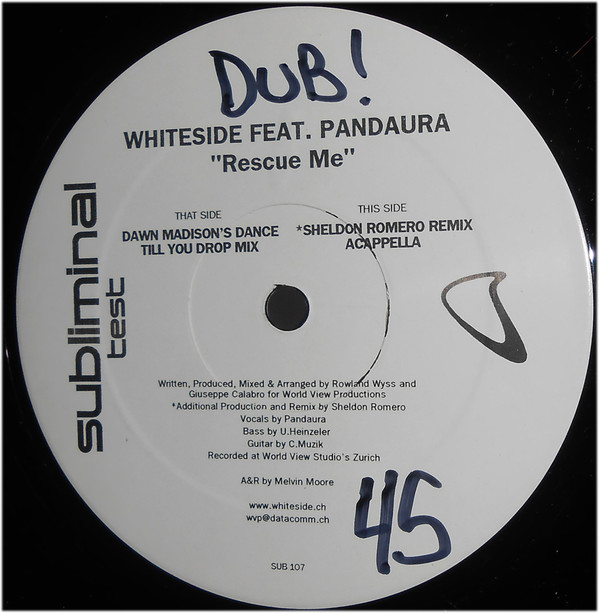 DUB!
WHITESIDE FEAT. PANDAURA
"Rescue Me"
THAT SIDE
DAWN MADISON'S DANCE
TILL YOU DROP MIX
THIS SIDE
*SHELDON ROMERO REMIX
ACAPPELLA
subliminal
test
Written, Produced, Mixed & Arranged by Rowland Wyss and
Giuseppe Calabro for World View Productions
*Additional Production and Remix by Sheldon Romero
Vocals by Pandaura
Bass by U.Heinzeler
Guitar by C.Muzik
Recorded at World View Studio´s Zurich
A&R by Melvin Moore
www.whiteside.ch
wvp@datacomm.ch
45
SUB 107